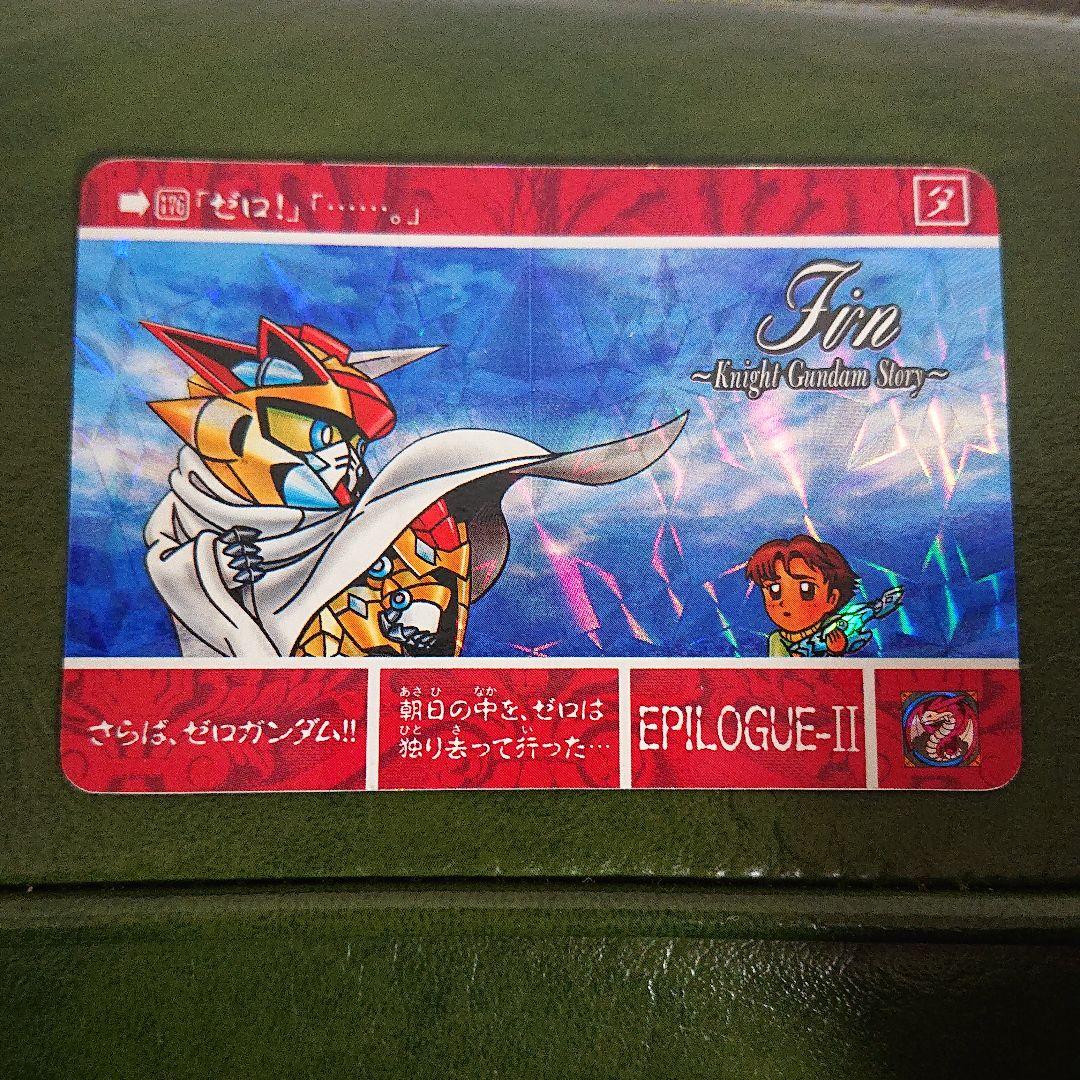 ➡ 176 「ゼロ!」「……。」
タ
Fin
~Knight Gundam Story~
さらば、ゼロガンダム!!
朝日の中を、ゼロは
独り去って行った…
あさひ なか
ひと さ い
EPILOGUE-II